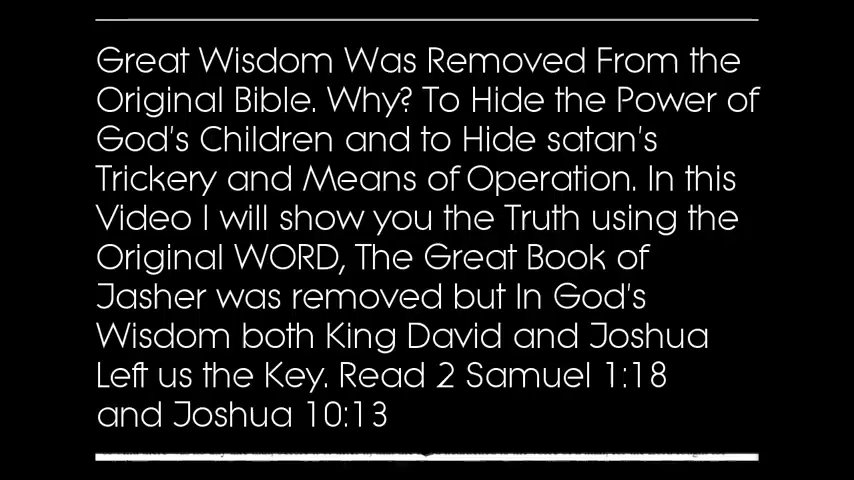 Great Wisdom Was Removed From the
Original Bible. Why? To Hide the Power of
God's Children and to Hide satan's
Trickery and Means of Operation. In this
Video I will show you the Truth using the
Original WORD, The Great Book of
Jasher was removed but In God's
Wisdom both King David and Joshua
Left us the Key. Read 2 Samuel 1:18
and Joshua 10:13